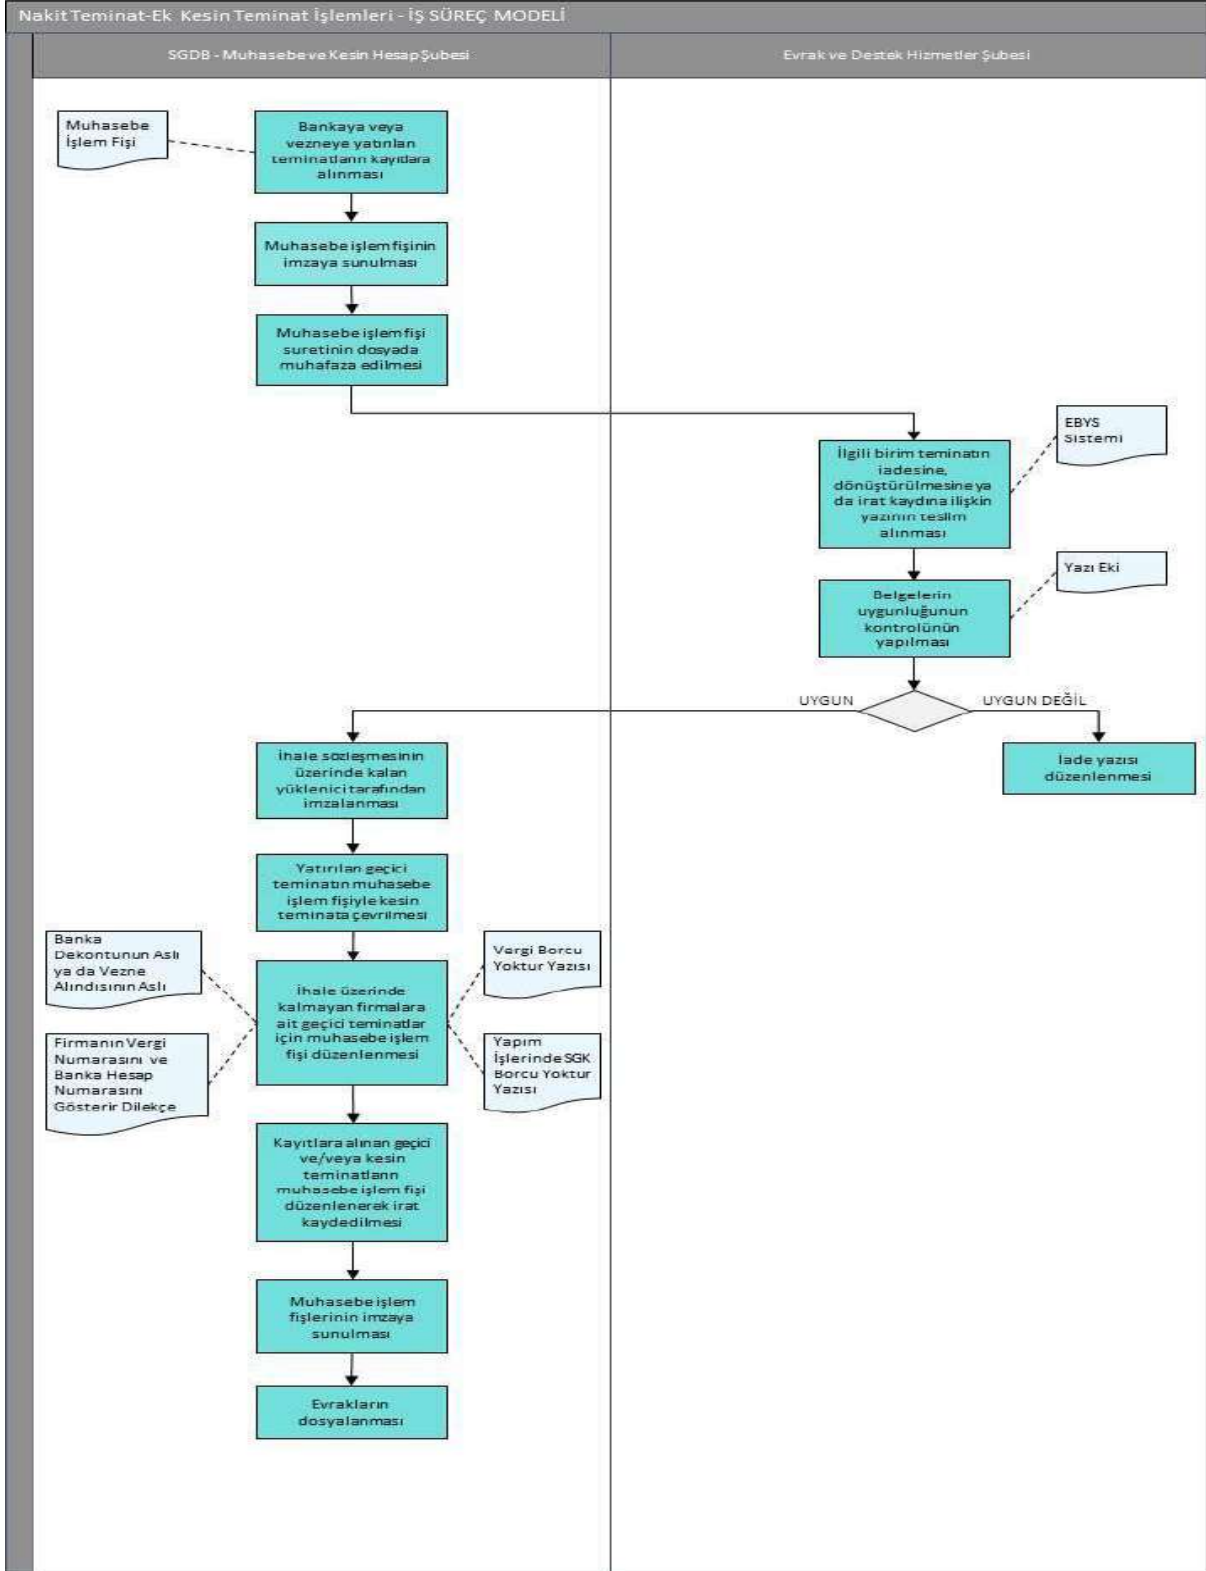 Nakit Teminat-Ek Kesin Teminat İşlemleri - İŞ SÜREÇ MODELİ
SGDB - Muhasebe ve Kesin Hesap Şubesi
Evrak ve Destek Hizmetler Şubesi
Muhasebe
İşlem Fişi
Bankaya veya
vezneye yatırılan
teminatların kayıdara
alınması
Muhasebe işlem fişinin
imzaya sunulması
Muhasebe işlem fişi
suretinin dosyada
muhafaza edilmesi
EBYS
Sistemi
İlgili birim teminatın
iadesine,
dönüştürülmesine ya
da irat kaydına ilişkin
yazının teslim
alınması
Yazı Eki
Belgelerin
uygunluğunun
kontrolünün
yapılması
UYGUN
UYGUN DEĞİL
İade yazısı
düzenlenmesi
İhale sözleşmesinin
üzerinde kalan
yüklenici tarafından
imzalanması
Yatırılan geçici
teminatın muhasebe
işlem fişiyle kesin
teminata çevrilmesi
Banka
Dekontunun Aslı
ya da Vezne
Alındısının Aslı
Vergi Borcu
Yoktur Yazısı
İhale üzerinde
kalmayan firmalara
ait geçici teminatlar
için muhasebe işlem
fişi düzenlenmesi
Firmanın Vergi
Numarasını ve
Banka Hesap
Numarasını
Gösterir Dilekçe
Yapım
İşlerinde SGK
Borcu Yoktur
Yazısı
Kayıtlara alınan geçici
ve/veya kesin
teminatların
muhasebe işlem fişi
düzenlenerek irat
kaydedilmesi
Muhasebe işlem
fişlerinin imzaya
sunulması
Evrakların
dosyalanması